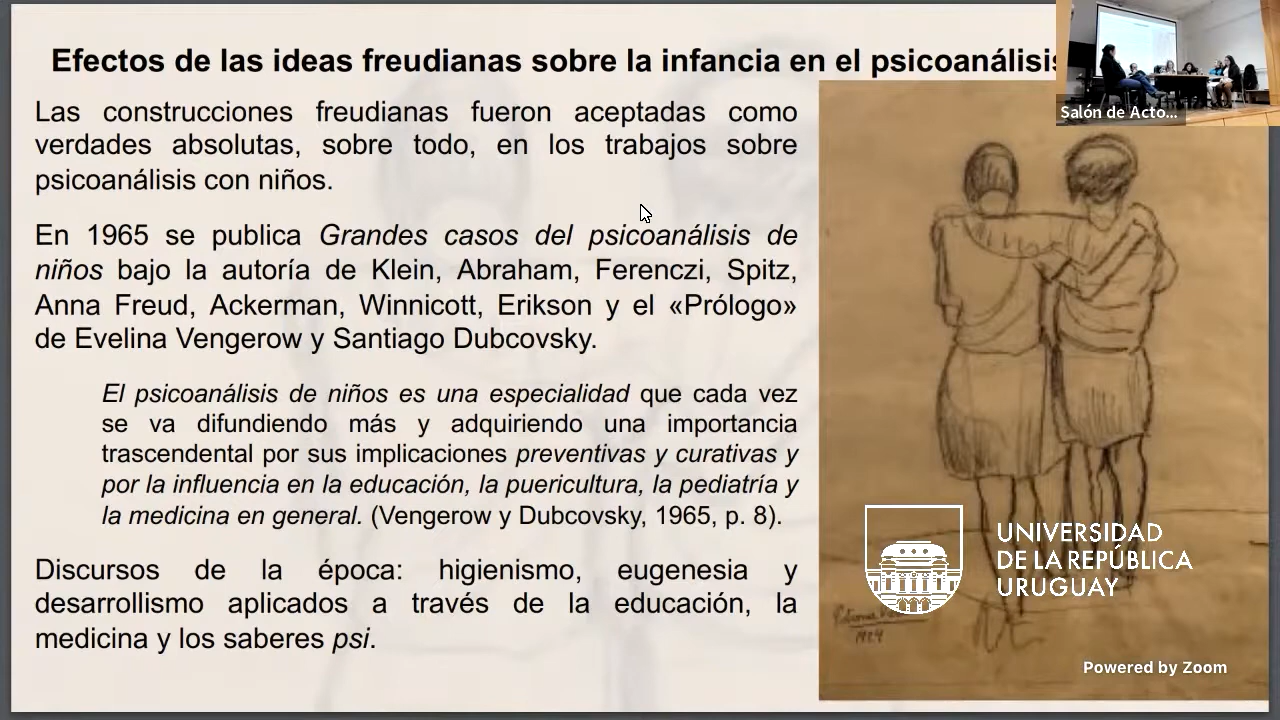 Efectos de las ideas freudianas sobre la infancia en el psicoanálisis
Salón de Acto...
Las construcciones freudianas fueron aceptadas como
verdades absolutas, sobre todo, en los trabajos sobre
psicoanálisis con niños.
En 1965 se publica Grandes casos del psicoanálisis de
niños bajo la autoría de Klein, Abraham, Ferenczi, Spitz,
Anna Freud, Ackerman, Winnicott, Erikson y el «Prólogo»
de Evelina Vengerow y Santiago Dubcovsky.
El psicoanálisis de niños es una especialidad que cada vez
se va difundiendo más y adquiriendo una importancia
trascendental por sus implicaciones preventivas y curativas y
por la influencia en la educación, la puericultura, la pediatría y
la medicina en general. (Vengerow y Dubcovsky, 1965, p. 8).
Discursos de la época: higienismo, eugenesia y
desarrollismo aplicados a través de la educación, la
medicina y los saberes psi.
UNIVERSIDAD
DE LA REPÚBLICA
URUGUAY
1924
Powered by Zoom